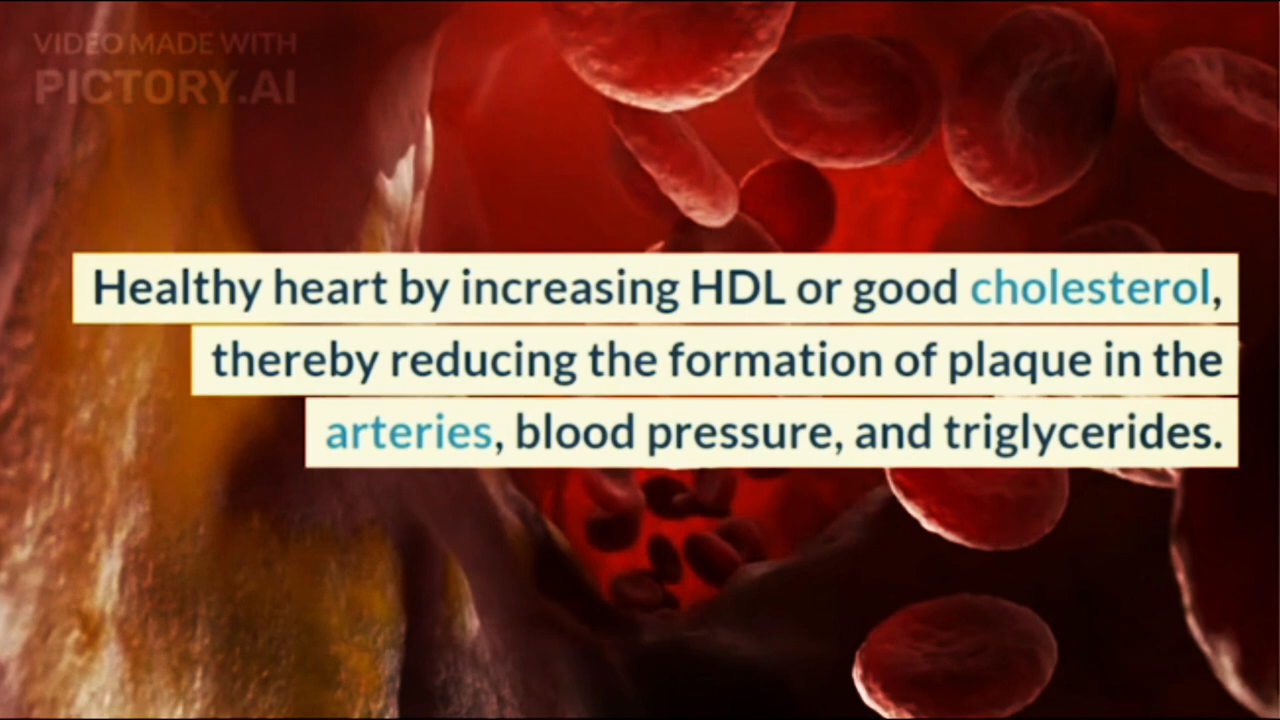 VIDEO MADE WITH
PICTORY.AI
Healthy heart by increasing HDL or good cholesterol,
thereby reducing the formation of plaque in the
arteries, blood pressure, and triglycerides.